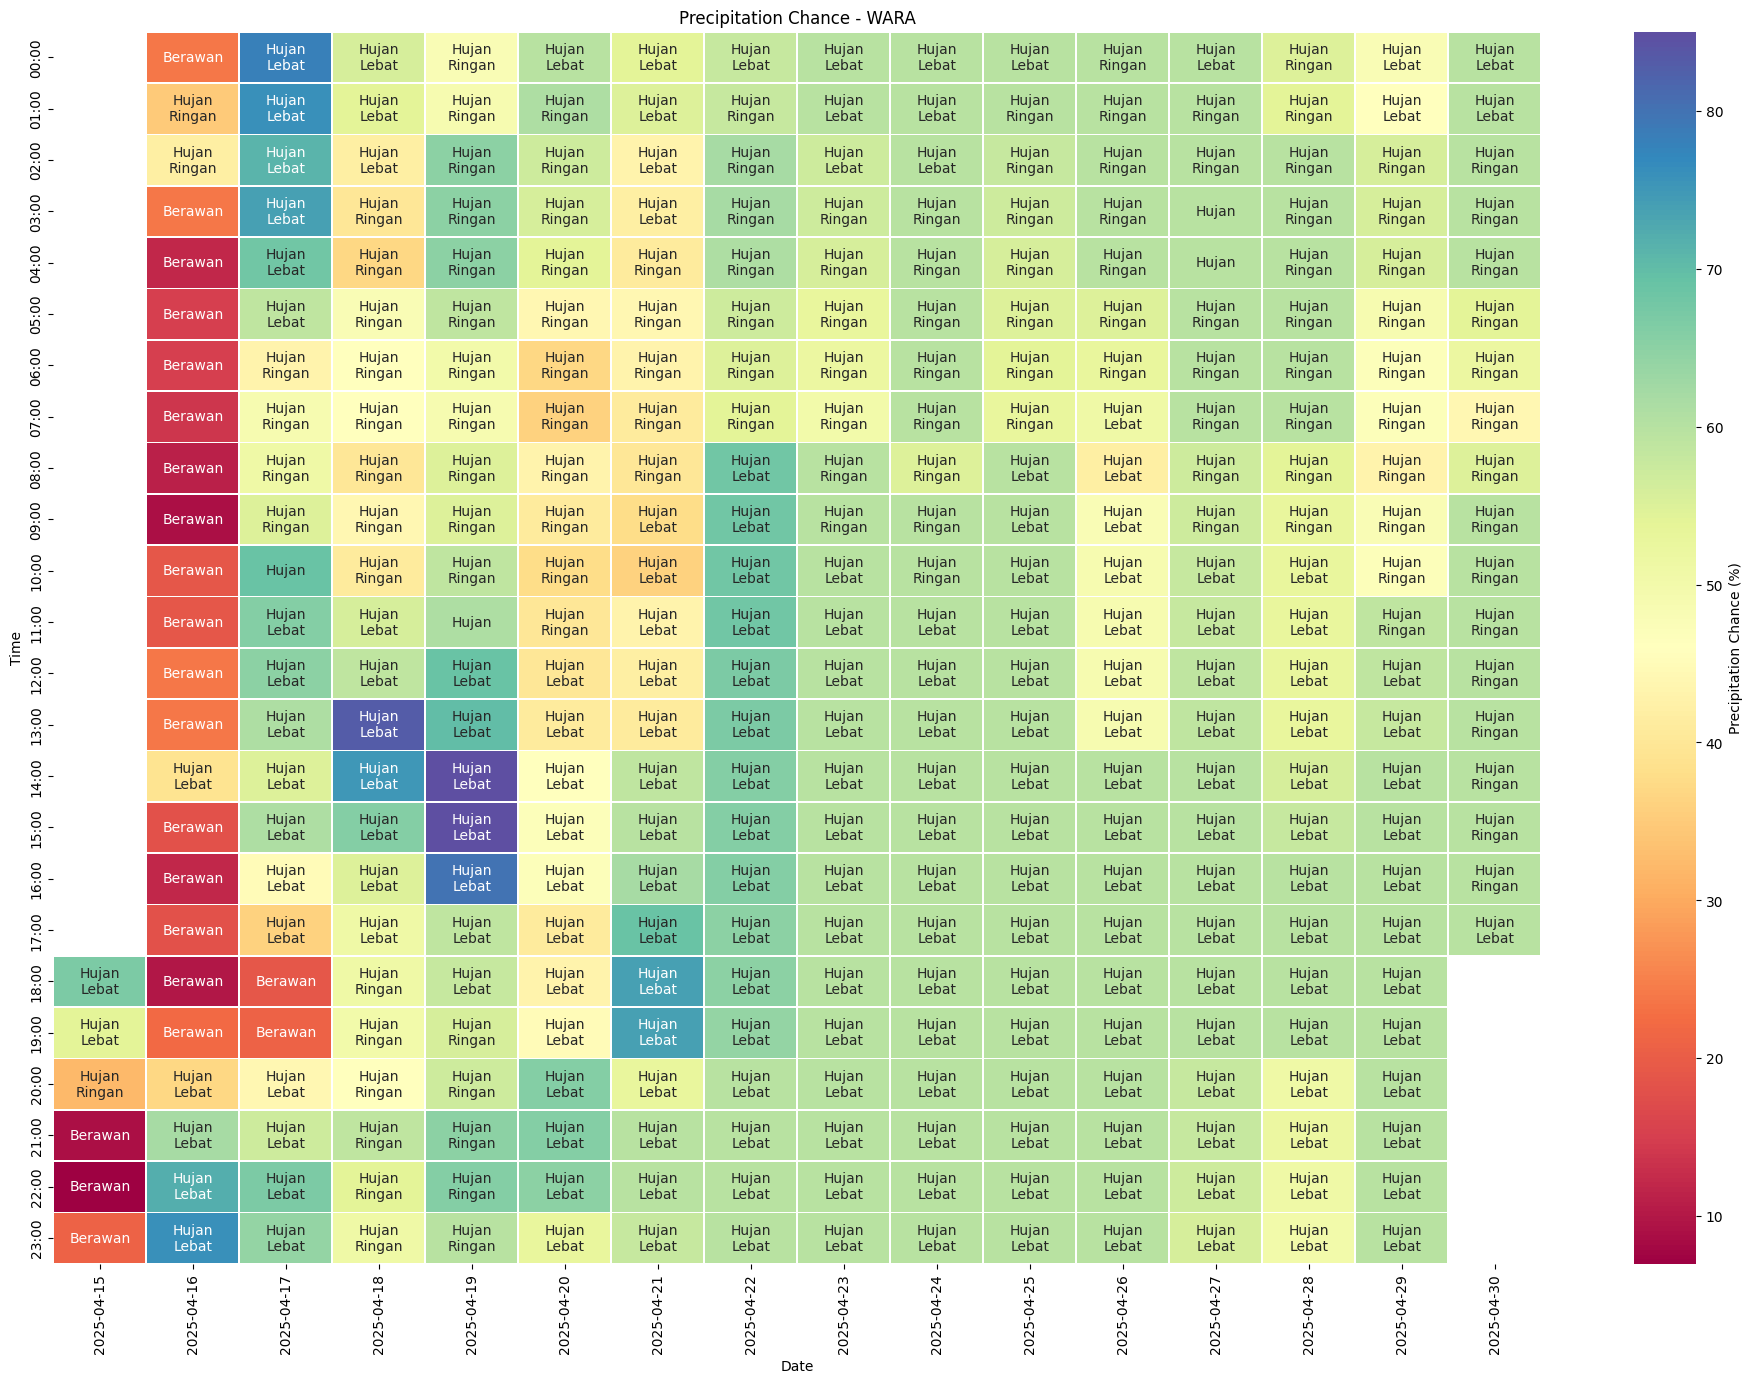 Precipitation Chance - WARA
00:00 Berawan Hujan Lebat Hujan Lebat Hujan Ringan Hujan Lebat Hujan Lebat Hujan Lebat Hujan Lebat Hujan Lebat Hujan Lebat Hujan Ringan Hujan Lebat Hujan Ringan Hujan Lebat Hujan Lebat
01:00 Hujan Ringan Hujan Lebat Hujan Lebat Hujan Ringan Hujan Ringan Hujan Lebat Hujan Ringan Hujan Lebat Hujan Lebat Hujan Ringan Hujan Ringan Hujan Ringan Hujan Ringan Hujan Lebat Hujan Lebat
02:00 Hujan Ringan Hujan Lebat Hujan Lebat Hujan Ringan Hujan Ringan Hujan Lebat Hujan Ringan Hujan Lebat Hujan Lebat Hujan Ringan Hujan Ringan Hujan Ringan Hujan Ringan Hujan Ringan Hujan Ringan
03:00 Berawan Hujan Lebat Hujan Ringan Hujan Ringan Hujan Ringan Hujan Lebat Hujan Ringan Hujan Ringan Hujan Ringan Hujan Ringan Hujan Ringan Hujan Hujan Ringan Hujan Ringan Hujan Ringan
04:00 Berawan Hujan Lebat Hujan Ringan Hujan Ringan Hujan Ringan Hujan Ringan Hujan Ringan Hujan Ringan Hujan Ringan Hujan Ringan Hujan Ringan Hujan Hujan Ringan Hujan Ringan Hujan Ringan
05:00 Berawan Hujan Lebat Hujan Ringan Hujan Ringan Hujan Ringan Hujan Ringan Hujan Ringan Hujan Ringan Hujan Ringan Hujan Ringan Hujan Ringan Hujan Ringan Hujan Ringan Hujan Ringan Hujan Ringan
06:00 Berawan Hujan Ringan Hujan Ringan Hujan Ringan Hujan Ringan Hujan Ringan Hujan Ringan Hujan Ringan Hujan Ringan Hujan Ringan Hujan Ringan Hujan Ringan Hujan Ringan Hujan Ringan Hujan Ringan
07:00 Berawan Hujan Ringan Hujan Ringan Hujan Ringan Hujan Ringan Hujan Ringan Hujan Ringan Hujan Ringan Hujan Ringan Hujan Ringan Hujan Lebat Hujan Ringan Hujan Ringan Hujan Ringan Hujan Ringan
08:00 Berawan Hujan Ringan Hujan Ringan Hujan Ringan Hujan Ringan Hujan Ringan Hujan Lebat Hujan Ringan Hujan Ringan Hujan Lebat Hujan Lebat Hujan Ringan Hujan Ringan Hujan Ringan Hujan Ringan
09:00 Berawan Hujan Ringan Hujan Ringan Hujan Ringan Hujan Ringan Hujan Lebat Hujan Lebat Hujan Ringan Hujan Ringan Hujan Lebat Hujan Lebat Hujan Ringan Hujan Ringan Hujan Ringan Hujan Ringan
10:00 Berawan Hujan Hujan Ringan Hujan Ringan Hujan Ringan Hujan Lebat Hujan Lebat Hujan Lebat Hujan Ringan Hujan Lebat Hujan Lebat Hujan Lebat Hujan Lebat Hujan Ringan Hujan Ringan
11:00 Berawan Hujan Lebat Hujan Lebat Hujan Hujan Ringan Hujan Lebat Hujan Lebat Hujan Lebat Hujan Lebat Hujan Lebat Hujan Lebat Hujan Lebat Hujan Lebat Hujan Ringan Hujan Ringan
12:00 Berawan Hujan Lebat Hujan Lebat Hujan Lebat Hujan Lebat Hujan Lebat Hujan Lebat Hujan Lebat Hujan Lebat Hujan Lebat Hujan Lebat Hujan Lebat Hujan Lebat Hujan Lebat Hujan Ringan
13:00 Berawan Hujan Lebat Hujan Lebat Hujan Lebat Hujan Lebat Hujan Lebat Hujan Lebat Hujan Lebat Hujan Lebat Hujan Lebat Hujan Lebat Hujan Lebat Hujan Lebat Hujan Lebat Hujan Ringan
14:00 Hujan Lebat Hujan Lebat Hujan Lebat Hujan Lebat Hujan Lebat Hujan Lebat Hujan Lebat Hujan Lebat Hujan Lebat Hujan Lebat Hujan Lebat Hujan Lebat Hujan Lebat Hujan Lebat Hujan Ringan
15:00 Berawan Hujan Lebat Hujan Lebat Hujan Lebat Hujan Lebat Hujan Lebat Hujan Lebat Hujan Lebat Hujan Lebat Hujan Lebat Hujan Lebat Hujan Lebat Hujan Lebat Hujan Lebat Hujan Ringan
16:00 Berawan Hujan Lebat Hujan Lebat Hujan Lebat Hujan Lebat Hujan Lebat Hujan Lebat Hujan Lebat Hujan Lebat Hujan Lebat Hujan Lebat Hujan Lebat Hujan Lebat Hujan Lebat Hujan Ringan
17:00 Berawan Hujan Lebat Hujan Lebat Hujan Lebat Hujan Lebat Hujan Lebat Hujan Lebat Hujan Lebat Hujan Lebat Hujan Lebat Hujan Lebat Hujan Lebat Hujan Lebat Hujan Lebat Hujan Lebat
18:00 Hujan Lebat Berawan Berawan Hujan Ringan Hujan Lebat Hujan Lebat Hujan Lebat Hujan Lebat Hujan Lebat Hujan Lebat Hujan Lebat Hujan Lebat Hujan Lebat Hujan Lebat Hujan Lebat
19:00 Hujan Lebat Berawan Berawan Hujan Ringan Hujan Ringan Hujan Lebat Hujan Lebat Hujan Lebat Hujan Lebat Hujan Lebat Hujan Lebat Hujan Lebat Hujan Lebat Hujan Lebat Hujan Lebat
20:00 Hujan Ringan Hujan Lebat Hujan Lebat Hujan Ringan Hujan Ringan Hujan Lebat Hujan Lebat Hujan Lebat Hujan Lebat Hujan Lebat Hujan Lebat Hujan Lebat Hujan Lebat Hujan Lebat Hujan Lebat
21:00 Berawan Hujan Lebat Hujan Lebat Hujan Ringan Hujan Ringan Hujan Lebat Hujan Lebat Hujan Lebat Hujan Lebat Hujan Lebat Hujan Lebat Hujan Lebat Hujan Lebat Hujan Lebat Hujan Lebat
22:00 Berawan Hujan Lebat Hujan Lebat Hujan Ringan Hujan Ringan Hujan Lebat Hujan Lebat Hujan Lebat Hujan Lebat Hujan Lebat Hujan Lebat Hujan Lebat Hujan Lebat Hujan Lebat Hujan Lebat
23:00 Berawan Hujan Lebat Hujan Lebat Hujan Ringan Hujan Ringan Hujan Lebat Hujan Lebat Hujan Lebat Hujan Lebat Hujan Lebat Hujan Lebat Hujan Lebat Hujan Lebat Hujan Lebat Hujan Lebat
Time
2025-04-15 2025-04-16 2025-04-17 2025-04-18 2025-04-19 2025-04-20 2025-04-21 2025-04-22 2025-04-23 2025-04-24 2025-04-25 2025-04-26 2025-04-27 2025-04-28 2025-04-29 2025-04-30
Date
80
70
60
50
40
30
20
10
Precipitation Chance (%)